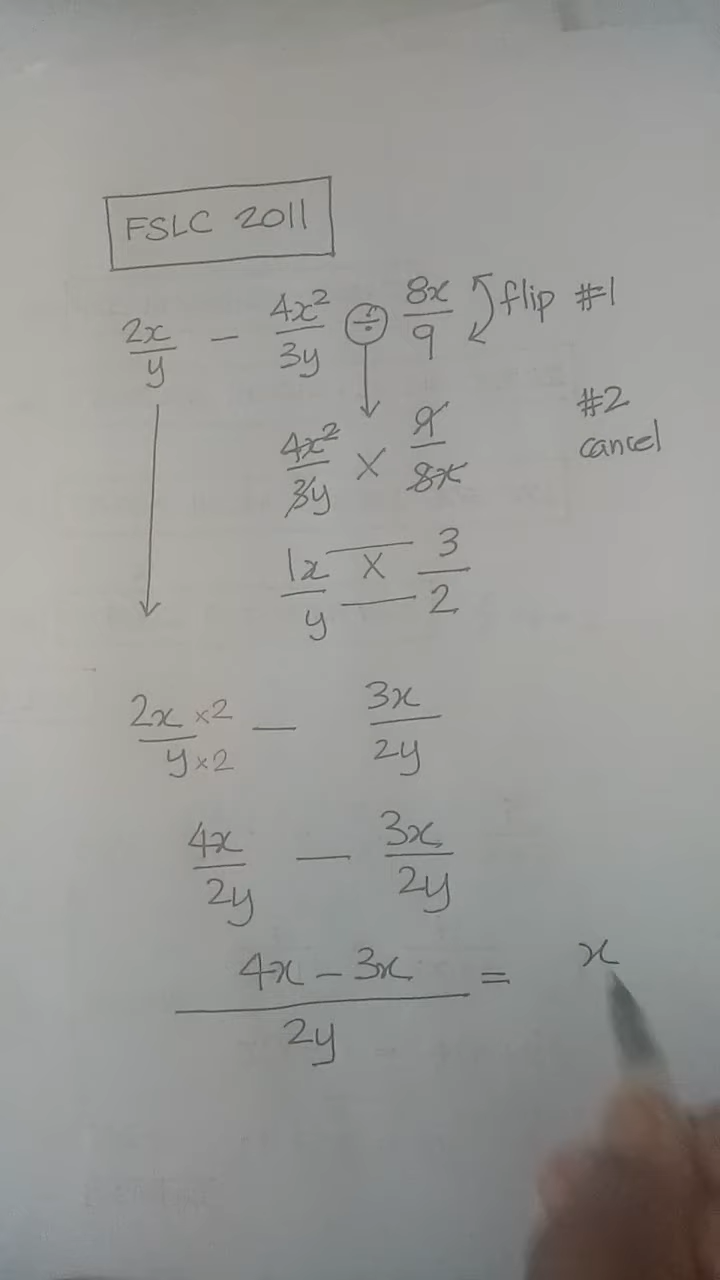 FSLC 2011
2x/y − 4x²/3y ÷ 8x/9 flip #1
4x²/3y × 9/8x #2 cancel
1x/y × 3/2
2x ×2/y ×2 − 3x/2y
4x/2y − 3x/2y
4x − 3x/2y = x